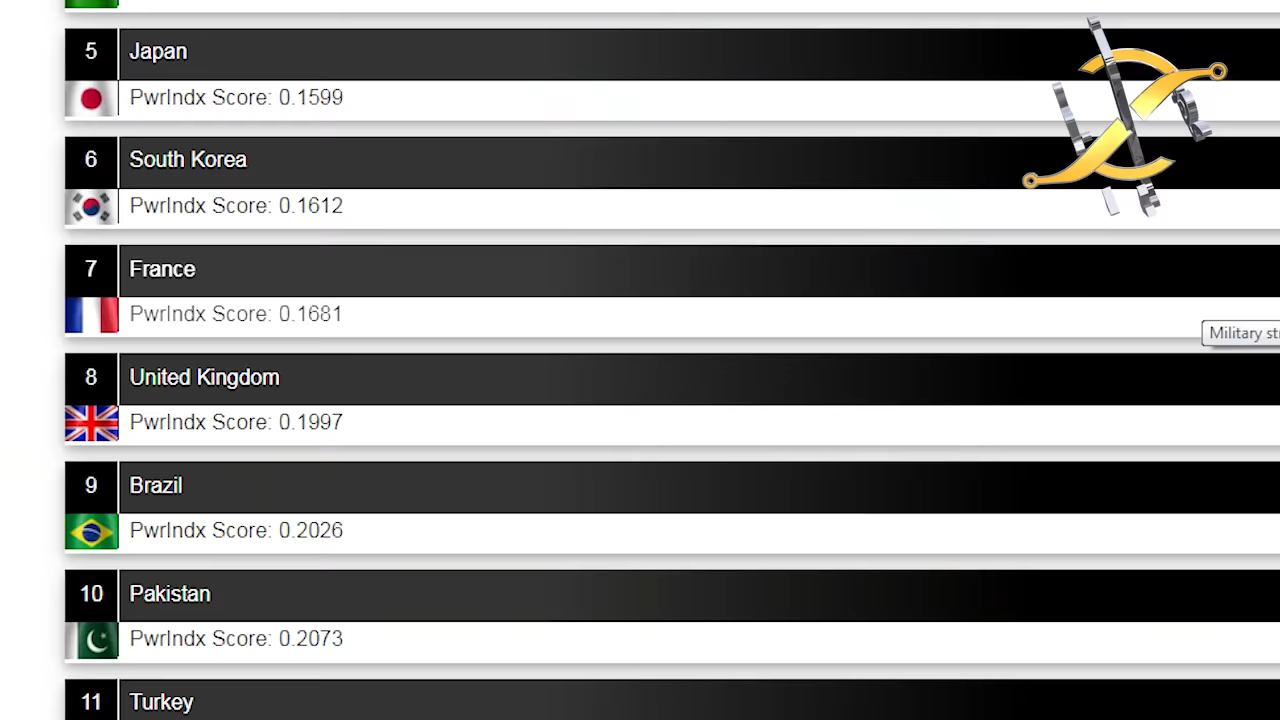 5 Japan
PwrIndx Score: 0.1599
6 South Korea
PwrIndx Score: 0.1612
7 France
PwrIndx Score: 0.1681
Military st
8 United Kingdom
PwrIndx Score: 0.1997
9 Brazil
PwrIndx Score: 0.2026
10 Pakistan
PwrIndx Score: 0.2073
11 Turkey